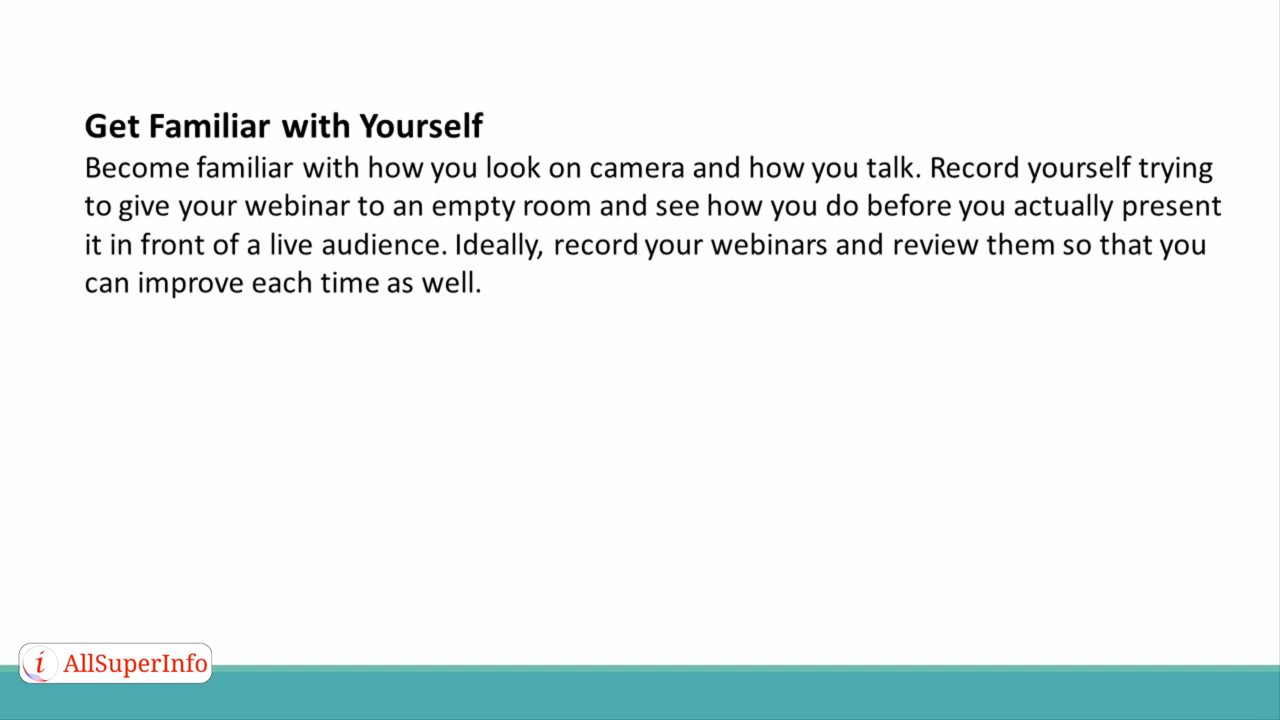 Get Familiar with Yourself
Become familiar with how you look on camera and how you talk. Record yourself trying
to give your webinar to an empty room and see how you do before you actually present
it in front of a live audience. Ideally, record your webinars and review them so that you
can improve each time as well.
i AllSuperInfo